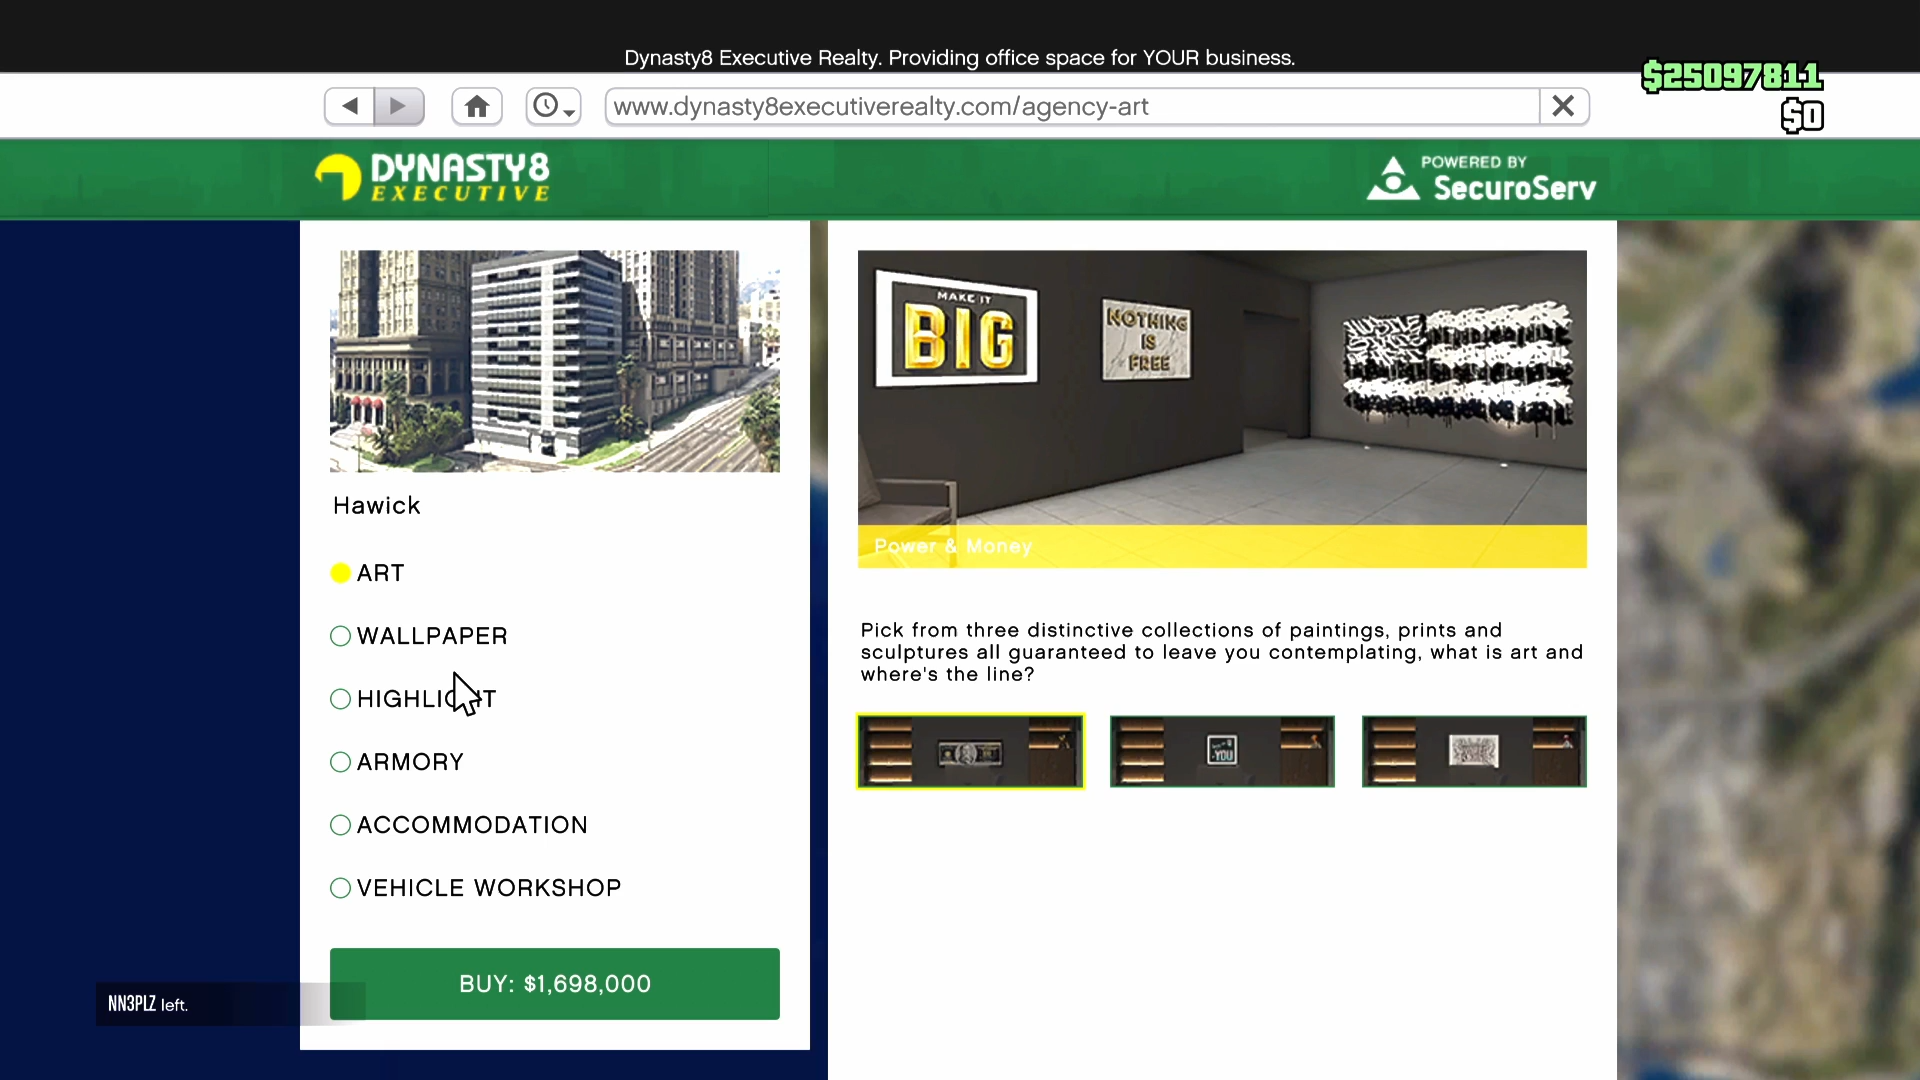 Dynasty8 Executive Realty. Providing office space for YOUR business.
$25097811
$0
www.dynasty8executiverealty.com/agency-art
DYNASTY8
EXECUTIVE
POWERED BY
SecuroServ
MAKE IT
BIG
NOTHING
IS
FREE
Power & Money
Hawick
ART
WALLPAPER
HIGHLIGHT
ARMORY
ACCOMMODATION
VEHICLE WORKSHOP
BUY: $1,698,000
Pick from three distinctive collections of paintings, prints and
sculptures all guaranteed to leave you contemplating, what is art and
where's the line?
YOU
NN3PLZ left.